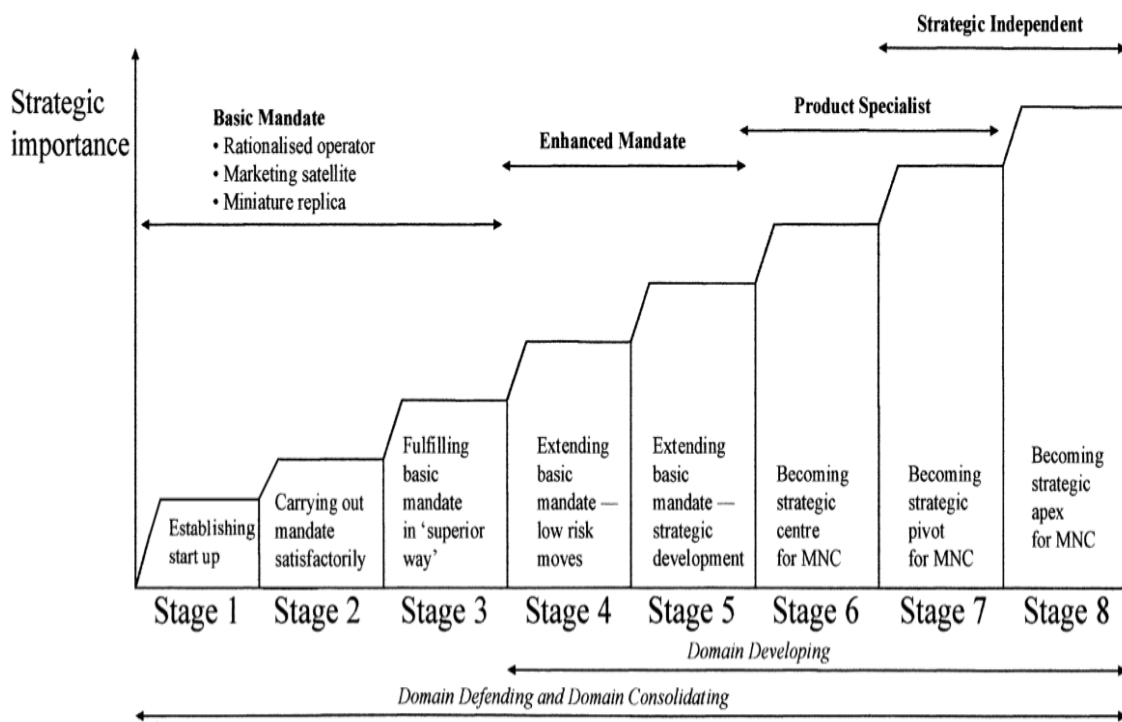 Strategic Independent
Strategic
importance
Basic Mandate
• Rationalised operator
• Marketing satellite
• Miniature replica
Enhanced Mandate
Product Specialist
Establishing
start up
Carrying out
mandate
satisfactorily
Fulfilling
basic
mandate
in ‘superior
way’
Extending
basic
mandate —
low risk
moves
Extending
basic
mandate —
strategic
development
Becoming
strategic
centre
for MNC
Becoming
strategic
pivot
for MNC
Becoming
strategic
apex
for MNC
Stage 1
Stage 2
Stage 3
Stage 4
Stage 5
Stage 6
Stage 7
Stage 8
Domain Developing
Domain Defending and Domain Consolidating